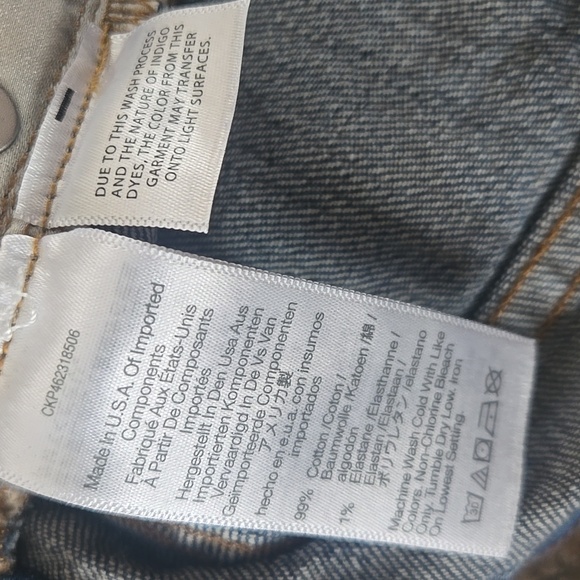 DUE TO THIS WASH PROCESS
AND THE NATURE OF INDIGO
DYES, THE COLOR FROM THIS
GARMENT MAY TRANSFER
ONTO LIGHT SURFACES.
CKP462318506
Made In U.S.A. Of Imported
Components
Fabriqué Aux États-Unis
À Partir De Composants
Importés
Hergestellt In Den Usa Aus
Importierten Komponenten
Vervaardigd In De Vs Van
Geïmporteerde Componenten
アメリカ製
hecho en e.u.a. con insumos
importados
99% Cotton /Coton /
Baumwolle /Katoen /綿 /
algodon
1% Elastane /Elasthanne /
Elastan /Elastaan /
ポリウレタン /elastano
Machine Wash Cold With Like
Colors. Non-Chlorine Bleach
Only Tumble Dry Low, Iron
On Lowest Setting.